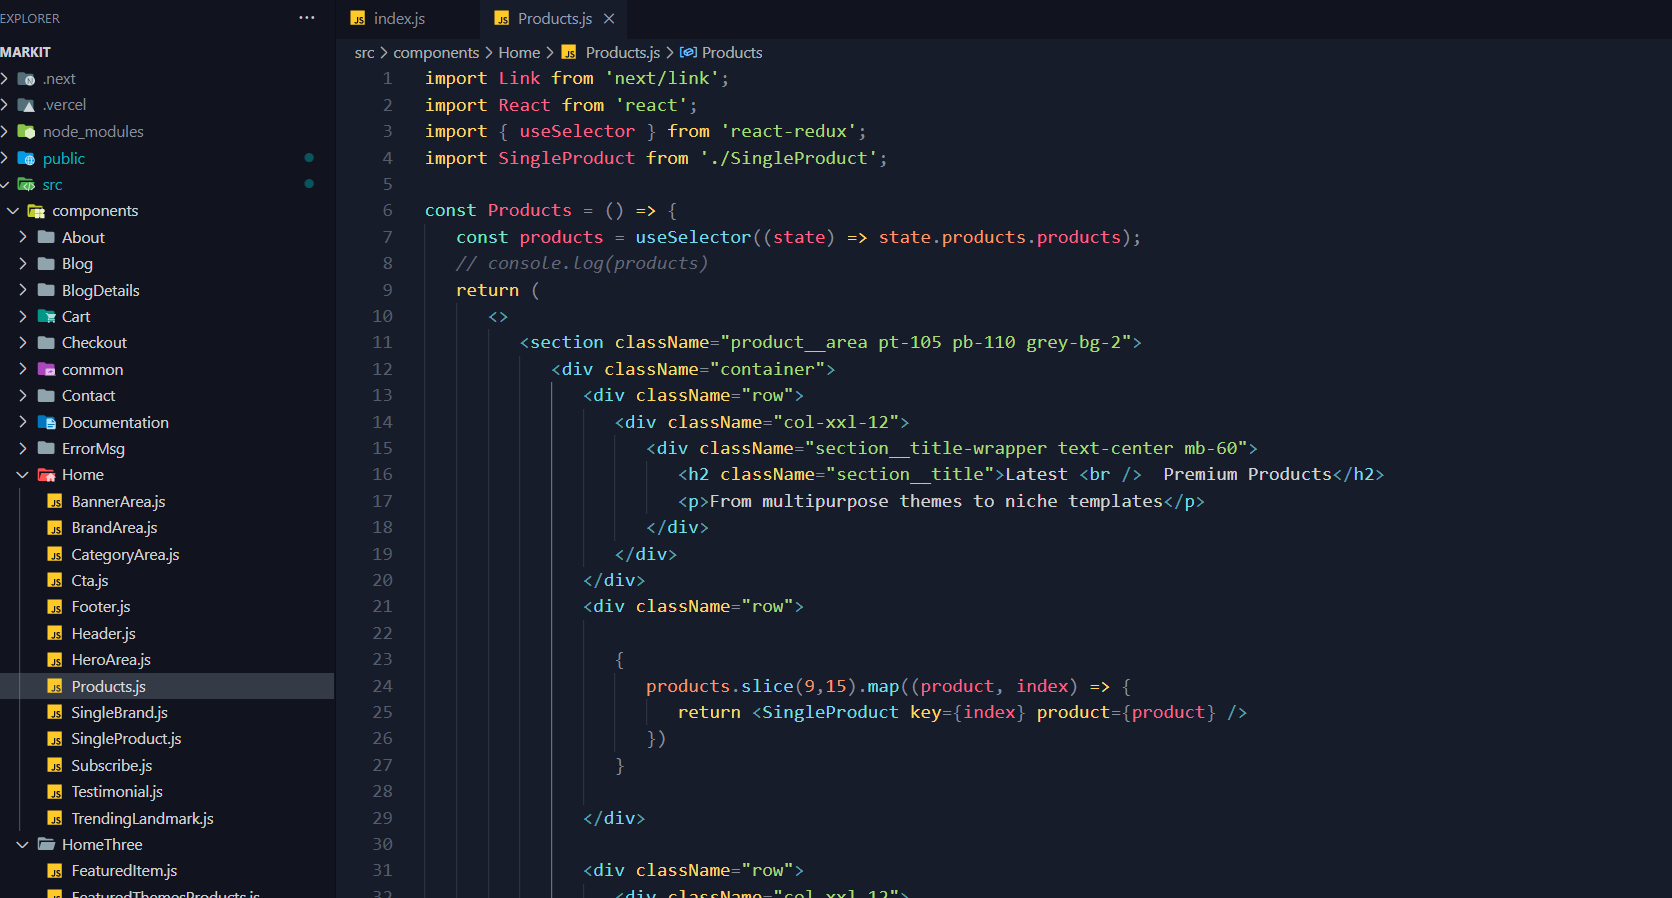 EXPLORER
MARKIT
.next
.vercel
node_modules
public
src
components
About
Blog
BlogDetails
Cart
Checkout
common
Contact
Documentation
ErrorMsg
Home
BannerArea.js
BrandArea.js
CategoryArea.js
Cta.js
Footer.js
Header.js
HeroArea.js
Products.js
SingleBrand.js
SingleProduct.js
Subscribe.js
Testimonial.js
TrendingLandmark.js
HomeThree
FeaturedItem.js
FeaturedThemesProducts.js
index.js
Products.js
src > components > Home > Products.js > Products
1 import Link from 'next/link';
2 import React from 'react';
3 import { useSelector } from 'react-redux';
4 import SingleProduct from './SingleProduct';
5
6 const Products = () => {
7 const products = useSelector((state) => state.products.products);
8 // console.log(products)
9 return (
10 <>
11 <section className="product__area pt-105 pb-110 grey-bg-2">
12 <div className="container">
13 <div className="row">
14 <div className="col-xxl-12">
15 <div className="section__title-wrapper text-center mb-60">
16 <h2 className="section__title">Latest <br />  Premium Products</h2>
17 <p>From multipurpose themes to niche templates</p>
18 </div>
19 </div>
20 </div>
21 <div className="row">
22
23 {
24 products.slice(9,15).map((product, index) => {
25 return <SingleProduct key={index} product={product} />
26 })
27 }
28
29 </div>
30
31 <div className="row">
32 <div className="col-xxl-12">